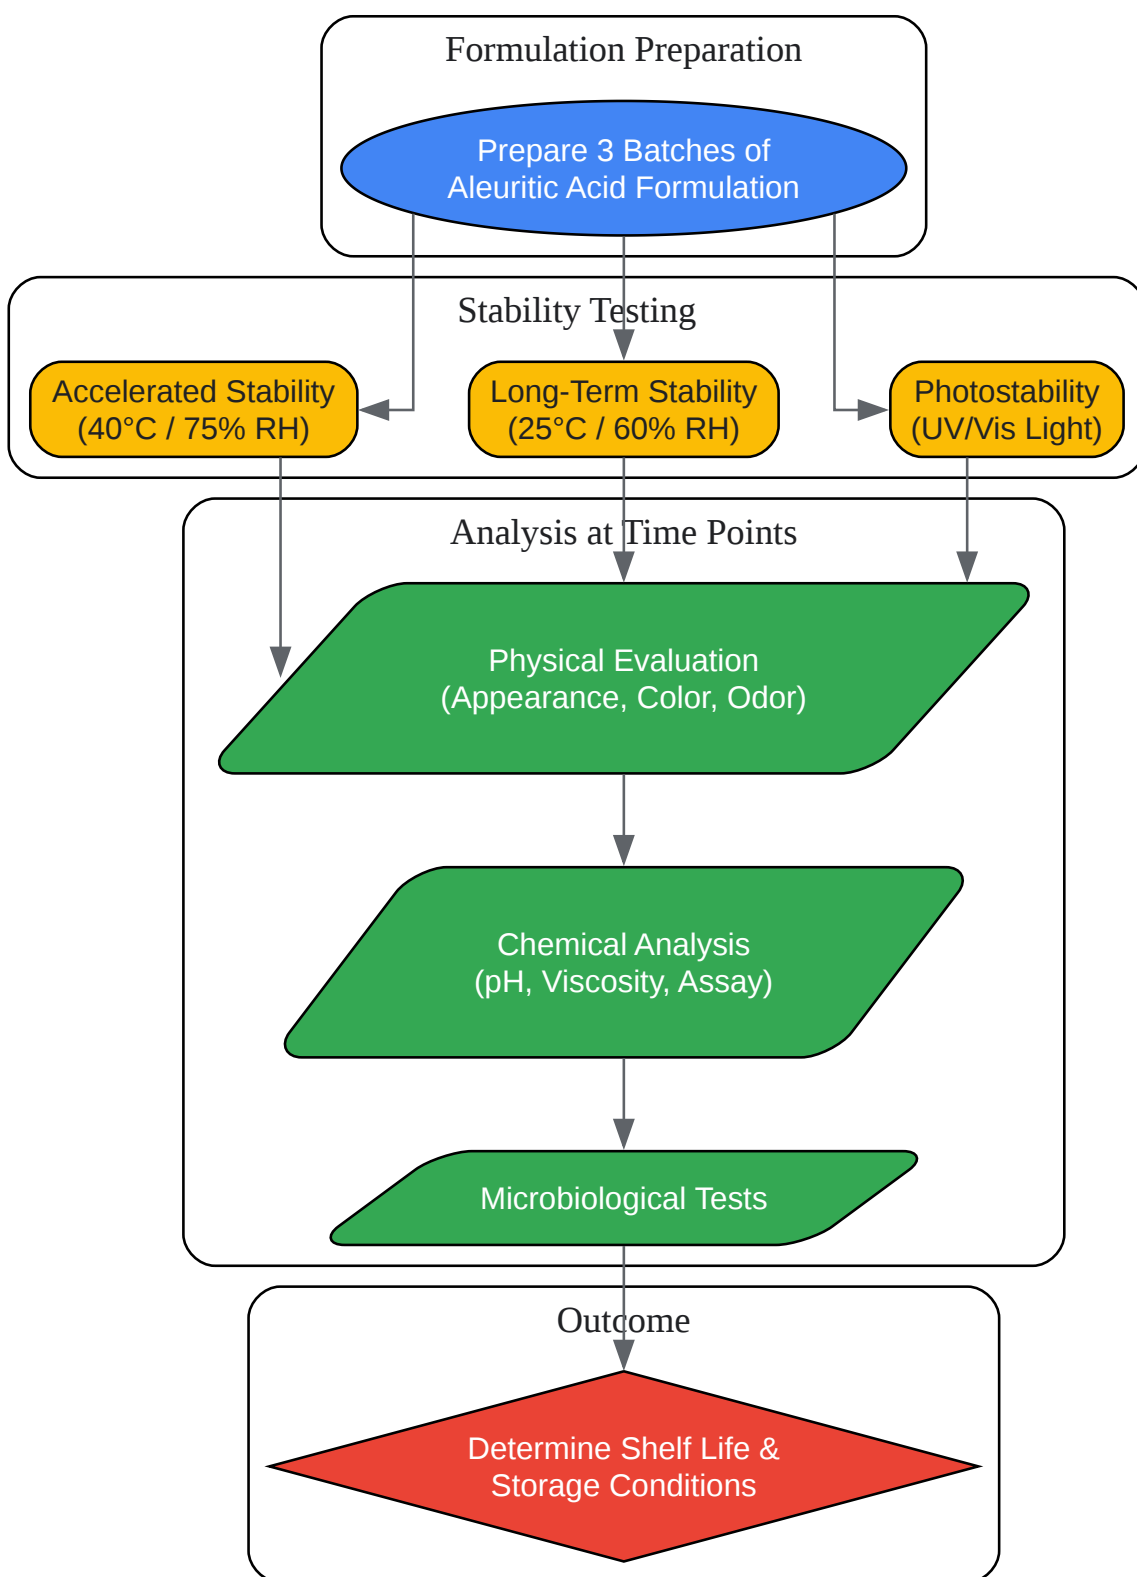 Formulation Preparation
Prepare 3 Batches of
Aleuritic Acid Formulation
Stability Testing
Accelerated Stability
(40°C / 75% RH)
Long-Term Stability
(25°C / 60% RH)
Photostability
(UV/Vis Light)
Analysis at Time Points
Physical Evaluation
(Appearance, Color, Odor)
Chemical Analysis
(pH, Viscosity, Assay)
Microbiological Tests
Outcome
Determine Shelf Life &
Storage Conditions